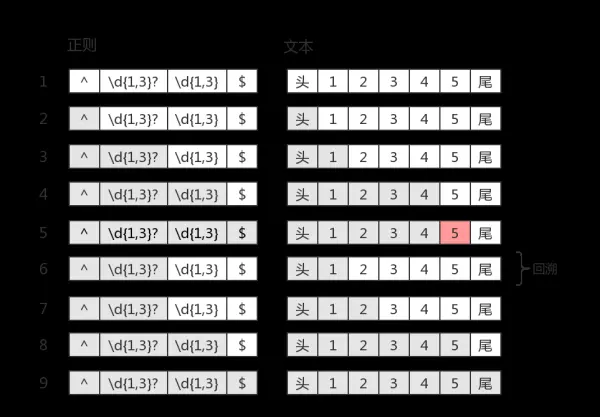 正则 文本
1 ^ \d{1,3}? \d{1,3} $ 头 1 2 3 4 5 尾
2 ^ \d{1,3}? \d{1,3} $ 头 1 2 3 4 5 尾
3 ^ \d{1,3}? \d{1,3} $ 头 1 2 3 4 5 尾
4 ^ \d{1,3}? \d{1,3} $ 头 1 2 3 4 5 尾
5 ^ \d{1,3}? \d{1,3} $ 头 1 2 3 4 5 尾
6 ^ \d{1,3}? \d{1,3} $ 头 1 2 3 4 5 尾 回溯
7 ^ \d{1,3}? \d{1,3} $ 头 1 2 3 4 5 尾
8 ^ \d{1,3}? \d{1,3} $ 头 1 2 3 4 5 尾
9 ^ \d{1,3}? \d{1,3} $ 头 1 2 3 4 5 尾